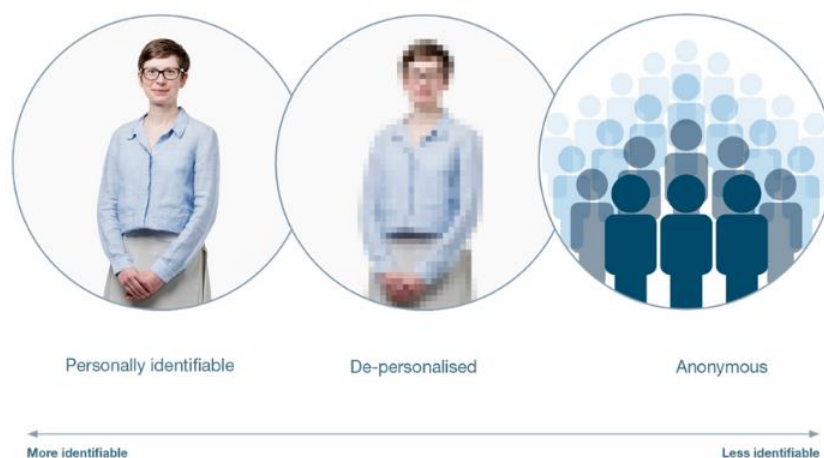 Personally identifiable
De-personalised
Anonymous
More identifiable
Less identifiable